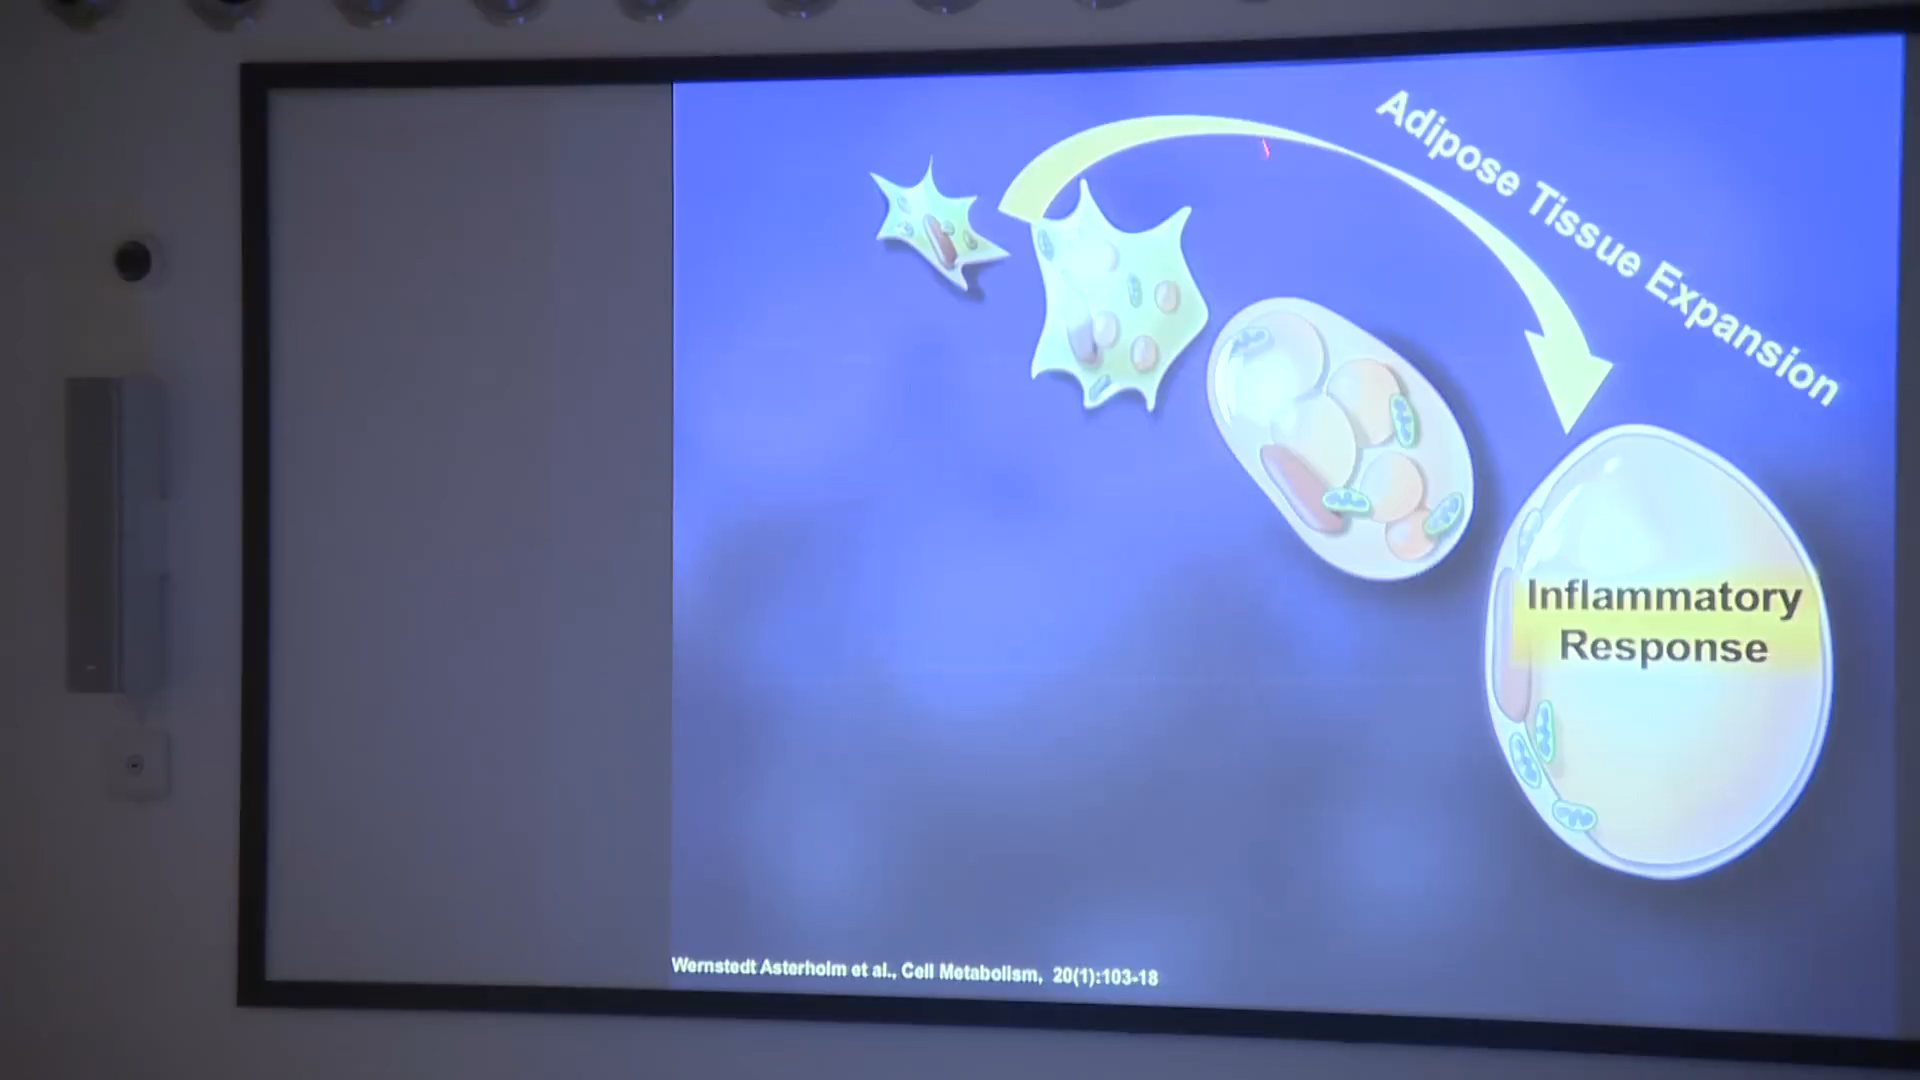 Adipose Tissue Expansion
Inflammatory
Response
Wernstedt Asterholm et al., Cell Metabolism, 20(1):103-18